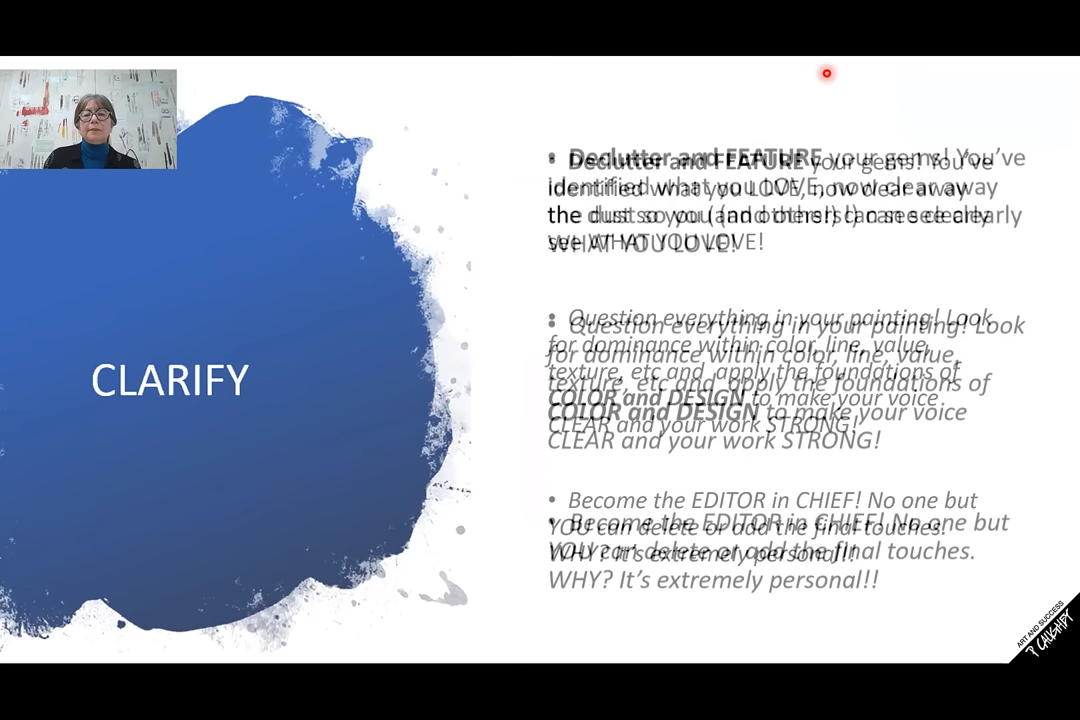 CLARIFY
• Declutter and FEATURE your gems! You’ve
identified what you LOVE, now clear away
the dust so you (and others!) can see clearly
WHAT YOU LOVE!
• Question everything in your painting! Look
for dominance within color, line, value,
texture, etc and apply the foundations of
COLOR and DESIGN to make your voice
CLEAR and your work STRONG!
• Become the EDITOR in CHIEF! No one but
YOU can delete or add the final touches.
WHY? It’s extremely personal!!
ART AND SUCCESS
P CAUGHEY